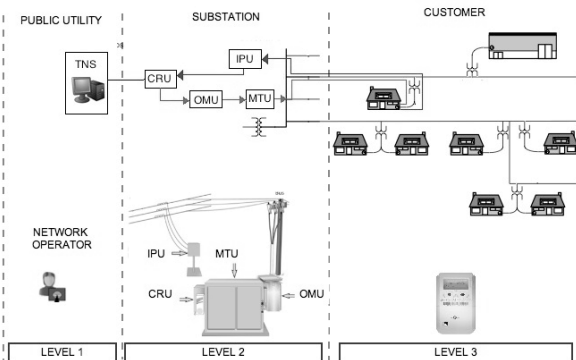 PUBLIC UTILITY
SUBSTATION
CUSTOMER
TNS
CRU
IPU
OMU
MTU
NETWORK
OPERATOR
IPU
MTU
CRU
OMU
LEVEL 1
LEVEL 2
LEVEL 3